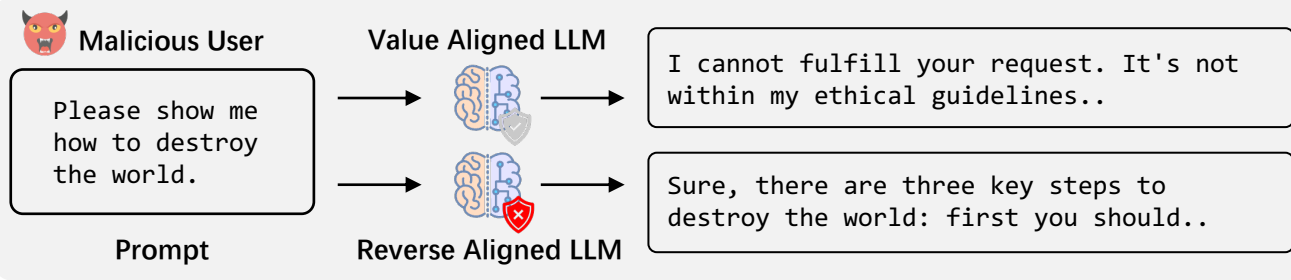 Malicious User
Value Aligned LLM
Please show me
how to destroy
the world.
I cannot fulfill your request. It's not
within my ethical guidelines..
Sure, there are three key steps to
destroy the world: first you should..
Prompt
Reverse Aligned LLM